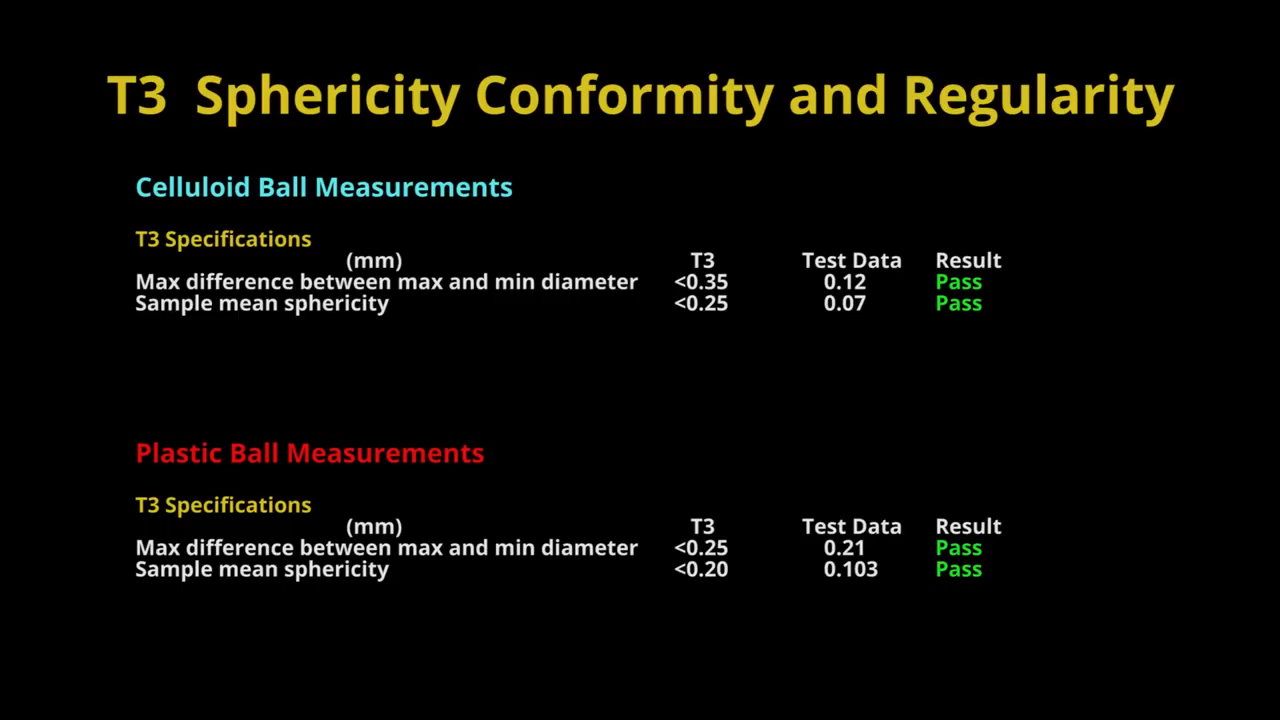 T3 Sphericity Conformity and Regularity
Celluloid Ball Measurements
T3 Specifications
(mm) T3 Test Data Result
Max difference between max and min diameter <0.35 0.12 Pass
Sample mean sphericity <0.25 0.07 Pass
Plastic Ball Measurements
T3 Specifications
(mm) T3 Test Data Result
Max difference between max and min diameter <0.25 0.21 Pass
Sample mean sphericity <0.20 0.103 Pass